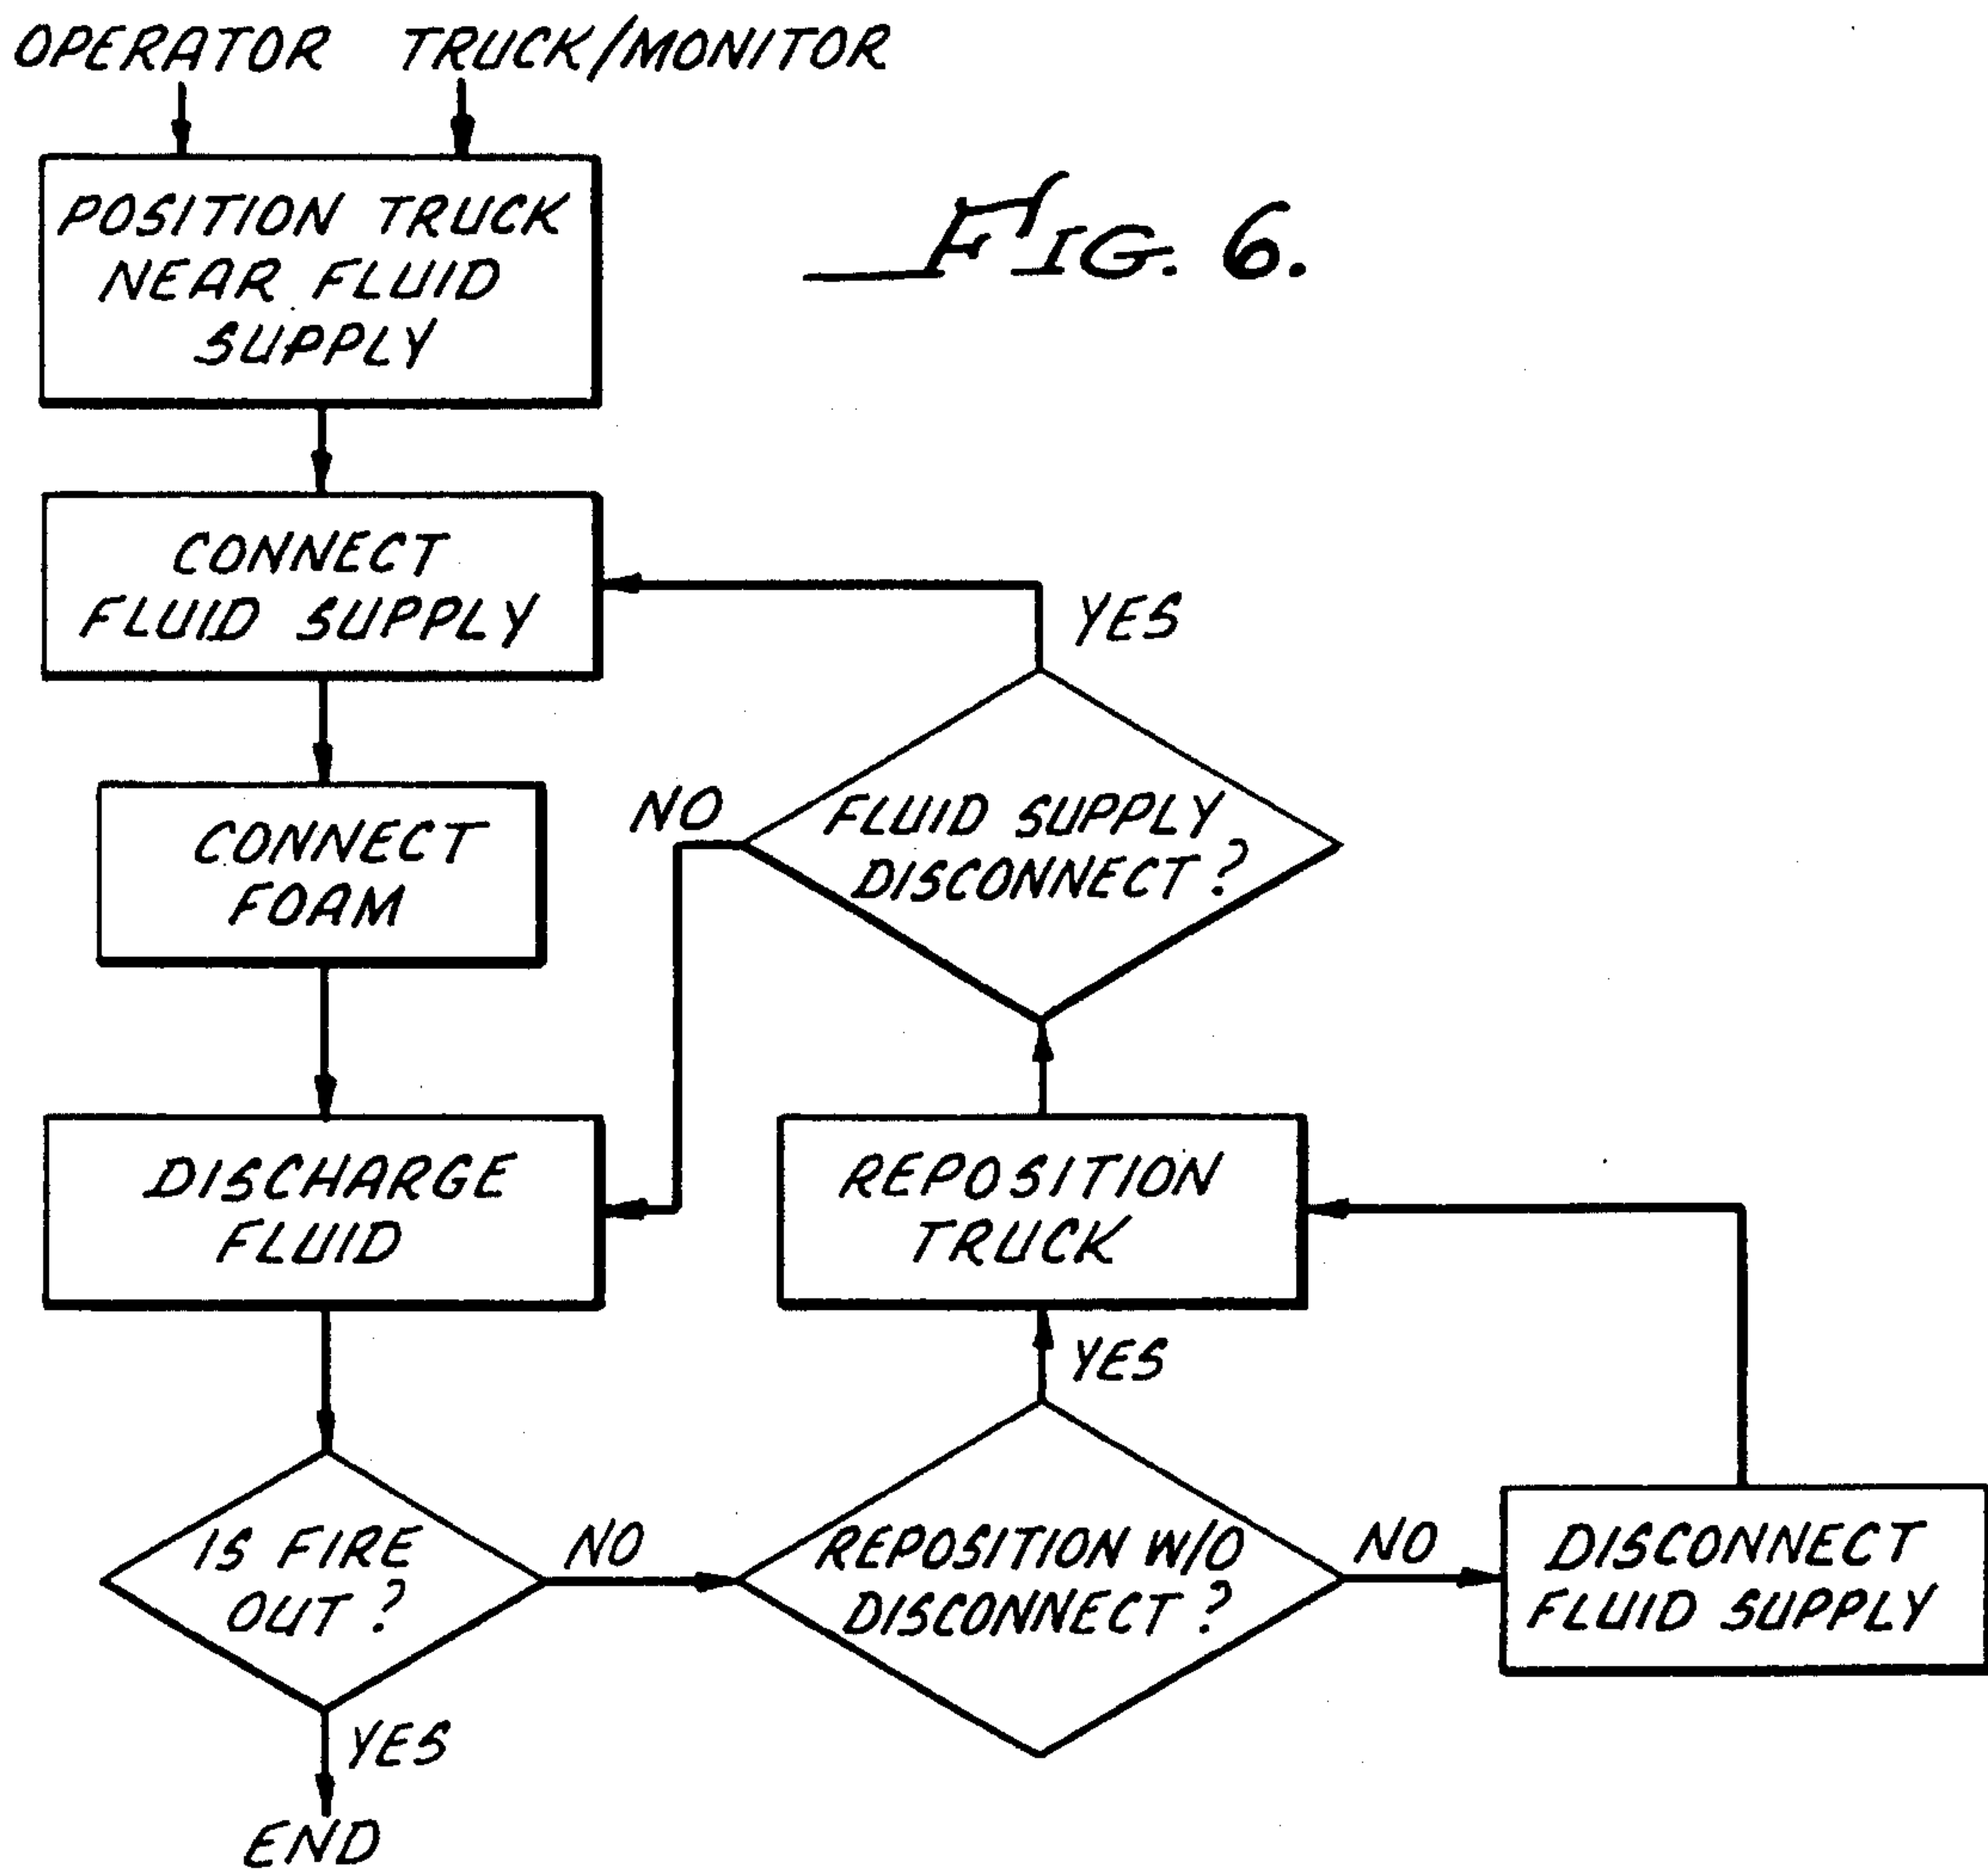 OPERATOR TRUCK/MONITOR
POSITION TRUCK
NEAR FLUID
SUPPLY
FIG. 6.
CONNECT
FLUID SUPPLY
YES
CONNECT
FOAM
NO
FLUID SUPPLY
DISCONNECT?
DISCHARGE
FLUID
REPOSITION
TRUCK
YES
IS FIRE
OUT?
NO
REPOSITION W/O
DISCONNECT?
NO
DISCONNECT
FLUID SUPPLY
YES
END